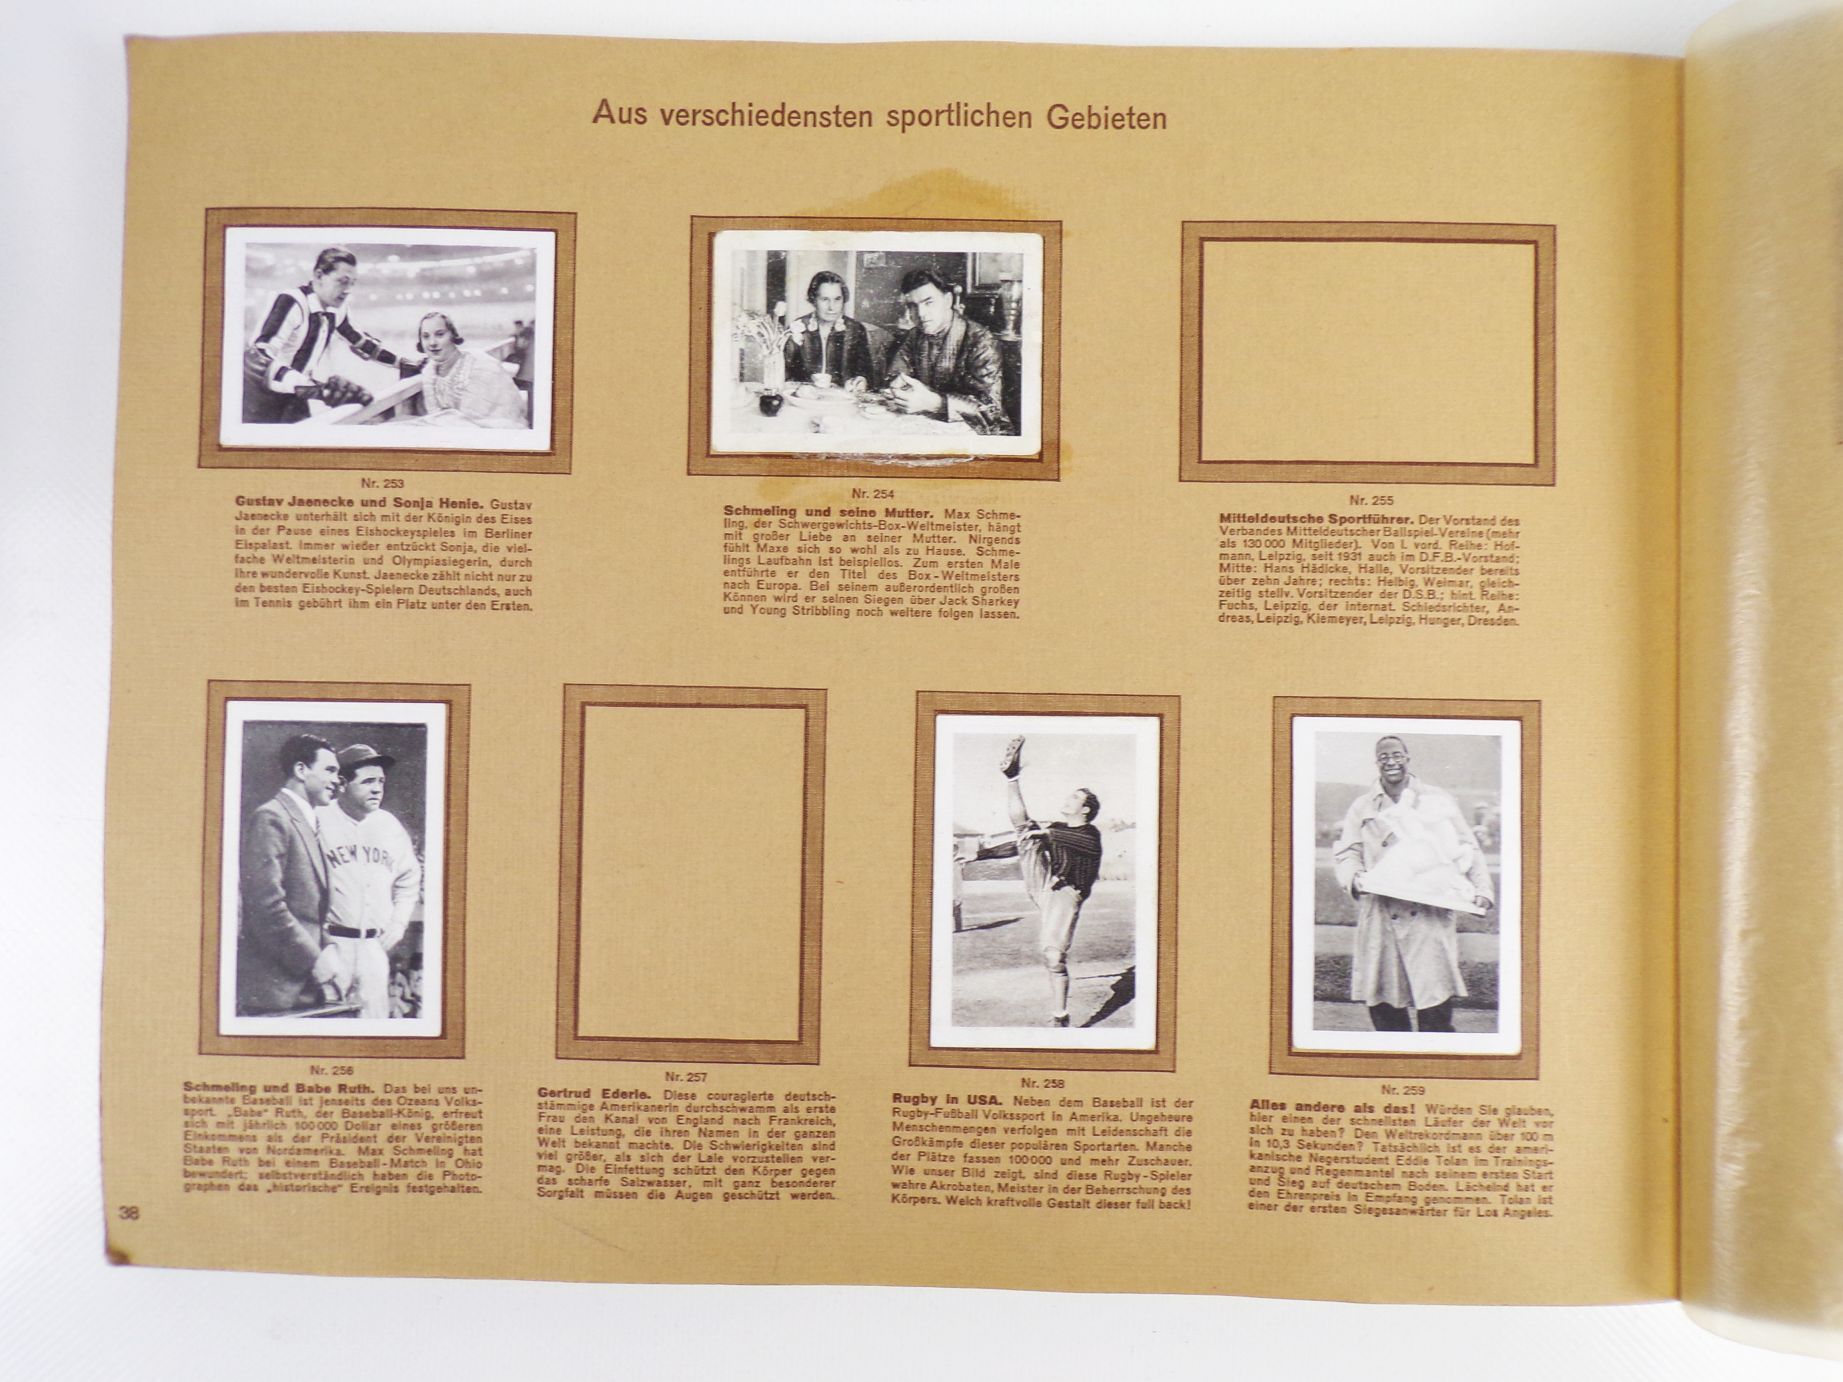 Aus verschiedensten sportlichen Gebieten
Nr. 253
Gustav Jaenecke und Sonja Henie. Gustav
Jaenecke unterhält sich mit der Königin des Eises
in der Pause eines Eishockeyspieles im Berliner
Eispalast. Immer wieder entzückt Sonja, die viel-
fache Weltmeisterin und Olympiasiegerin, durch
ihre wundervolle Kunst. Jaenecke zählt nicht nur zu
den besten Eishockey-Spielern Deutschlands, auch
im Tennis gebührt ihm ein Platz unter den Ersten.
Nr. 254
Schmeling und seine Mutter. Max Schme-
ling, der Schwergewichts-Box-Weltmeister, hängt
mit großer Liebe an seiner Mutter. Nirgends
fühlt Maxe sich so wohl als zu Hause. Schme-
lings Laufbahn ist beispiellos. Zum ersten Male
entführte er den Titel des Box-Weltmeisters
nach Europa. Bei seinem außerordentlich großen
Können wird er seinen Siegen über Jack Sharkey
und Young Stribbling noch weitere folgen lassen.
Nr. 255
Mitteldeutsche Sportführer. Der Vorstand des
Verbandes Mitteldeutscher Ballspiel-Vereine (mehr
als 130 000 Mitglieder). Von l. vord. Reihe: Hof-
mann, Leipzig, seit 1931 auch im D.F.B.-Vorstand;
Mitte: Hans Hädicke, Halle, Vorsitzender bereits
über zehn Jahre; rechts: Helbig, Weimar, gleich-
zeitig stellv. Vorsitzender der D.S.B.; hint. Reihe:
Fuchs, Leipzig, der internat. Schiedsrichter, An-
dreas, Leipzig, Klemeyer, Leipzig, Hunger, Dresden.
NEW YOR
Nr. 256
Schmeling und Babe Ruth. Das bei uns un-
bekannte Baseball ist jenseits des Ozeans Volks-
sport. „Babe“ Ruth, der Baseball-König, erfreut
sich mit jährlich 100 000 Dollar eines größeren
Einkommens als der Präsident der Vereinigten
Staaten von Nordamerika. Max Schmeling hat
Babe Ruth bei einem Baseball-Match in Ohio
bewundert; selbstverständlich haben die Photo-
graphen das „historische“ Ereignis festgehalten.
Nr. 257
Gertrud Ederle. Diese couragierte deutsch-
stämmige Amerikanerin durchschwamm als erste
Frau den Kanal von England nach Frankreich,
eine Leistung, die ihren Namen in der ganzen
Welt bekannt machte. Die Schwierigkeiten sind
viel größer, als sich der Laie vorzustellen ver-
mag. Die Einfettung schützt den Körper gegen
das scharfe Salzwasser, mit ganz besonderer
Sorgfalt müssen die Augen geschützt werden.
Nr. 258
Rugby in USA. Neben dem Baseball ist der
Rugby-Fußball Volkssport in Amerika. Ungeheure
Menschenmengen verfolgen mit Leidenschaft die
Großkämpfe dieser populären Sportarten. Manche
der Plätze fassen 100 000 und mehr Zuschauer.
Wie unser Bild zeigt, sind diese Rugby-Spieler
wahre Akrobaten, Meister in der Beherrschung des
Körpers. Welch kraftvolle Gestalt dieser full back!
Nr. 259
Alles andere als das! Würden Sie glauben,
hier einen der schnellsten Läufer der Welt vor
sich zu haben? Den Weltrekordmann über 100 m
in 10,3 Sekunden? Tatsächlich ist es der ameri-
kanische Negerstudent Eddie Tolan im Trainings-
anzug und Regenmantel nach seinem ersten Start
und Sieg auf deutschem Boden. Lächelnd hat er
den Ehrenpreis in Empfang genommen. Tolan ist
einer der ersten Siegesanwärter für Los Angeles.
38